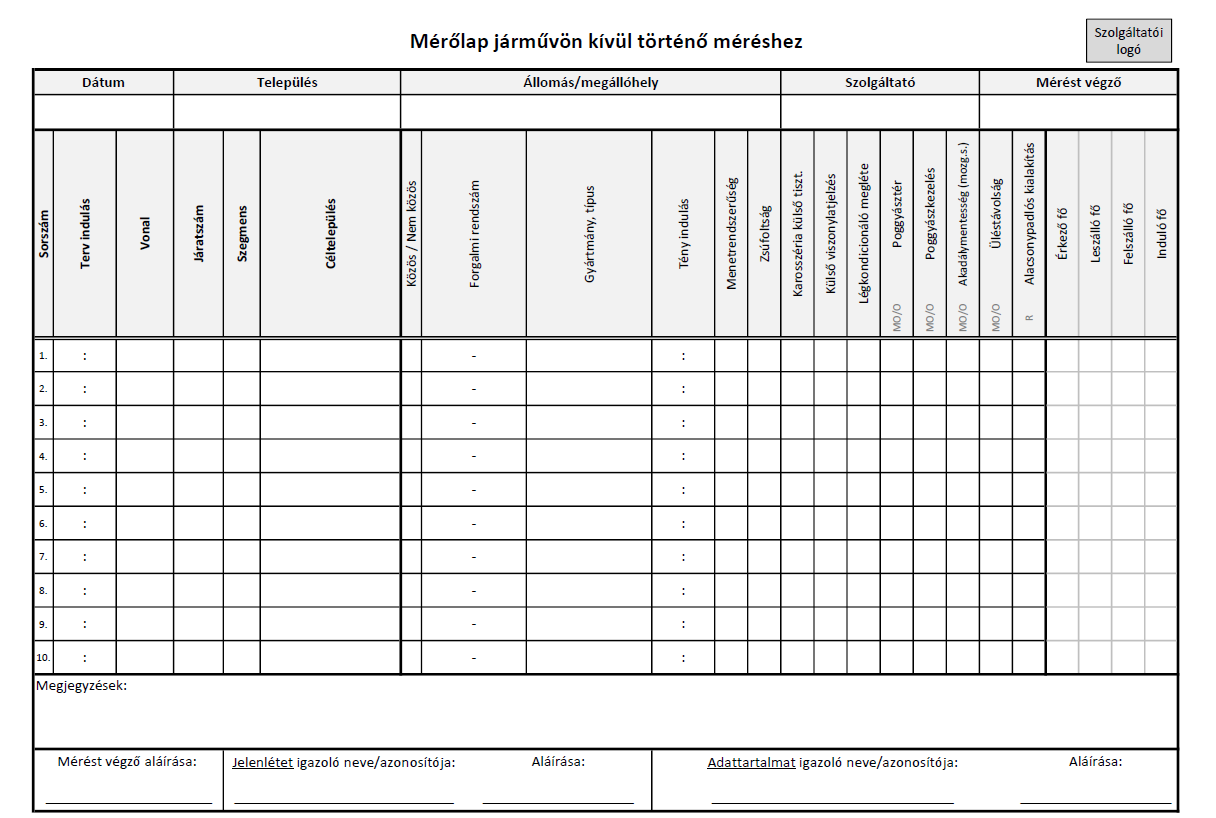 Mérőlap járművön kívül történő méréshez
Szolgáltatói
logó
Dátum
Település
Állomás/megállóhely
Szolgáltató
Mérést végző
Sorszám
Terv indulás
Vonal
Járatszám
Szegmens
Céltelepülés
Közös / Nem közös
Forgalmi rendszám
Gyártmány, típus
Tény indulás
Menetrendszerűség
Zsúfoltság
Karosszéria külső tiszt.
Külső viszonylatjelzés
Légkondicionáló megléte
MO/O Poggyásztér
MO/O Poggyászkezelés
MO/O Akadálymentesség (mozg.s.)
MO/O Üléstávolság
R Alacsonypadlós kialakítás
Érkező fő
Leszálló fő
Felszálló fő
Induló fő
1. : - :
2. : - :
3. : - :
4. : - :
5. : - :
6. : - :
7. : - :
8. : - :
9. : - :
10. : - :
Megjegyzések:
Mérést végző aláírása:
Jelenlétet igazoló neve/azonosítója:
Aláírása:
Adattartalmat igazoló neve/azonosítója:
Aláírása: